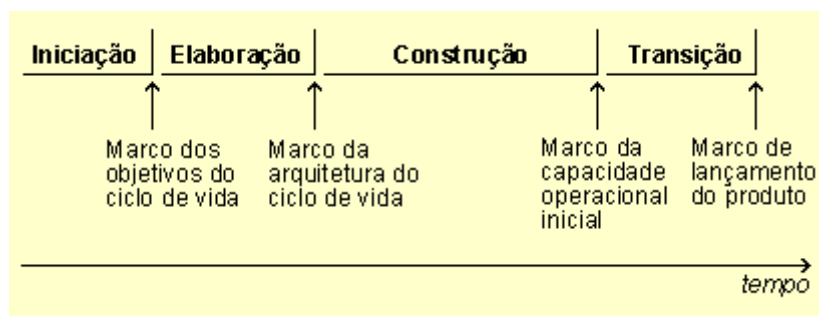 Iniciação Elaboração Construção Transição
Marco dos
objetivos do
ciclo de vida
Marco da
arquitetura do
ciclo de vida
Marco da
capacidade
operacional
inicial
Marco de
lançamento
do produto
tempo